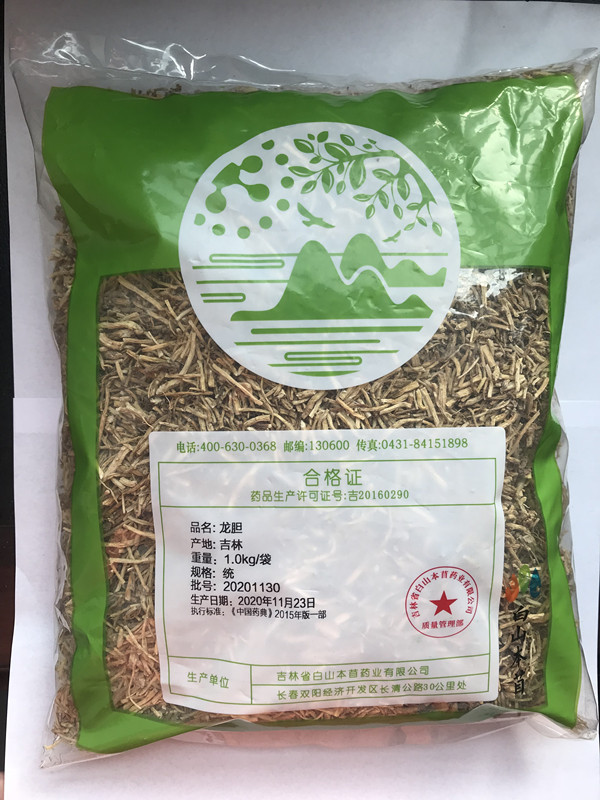 电话:400-630-0368 邮编:130600 传真:0431-84151898
合格证
药品生产许可证号:吉20160290
品名: 龙胆
产地: 吉林
重量: 1.0kg/袋
规格: 统
批号: 20201130
生产日期: 2020年11月23日
执行标准: 《中国药典》2015年版一部
吉林省白山本苜药业有限公司
质量管理部
生产单位
吉林省白山本苜药业有限公司
长春双阳经济开发区长清公路30公里处
白山本苜